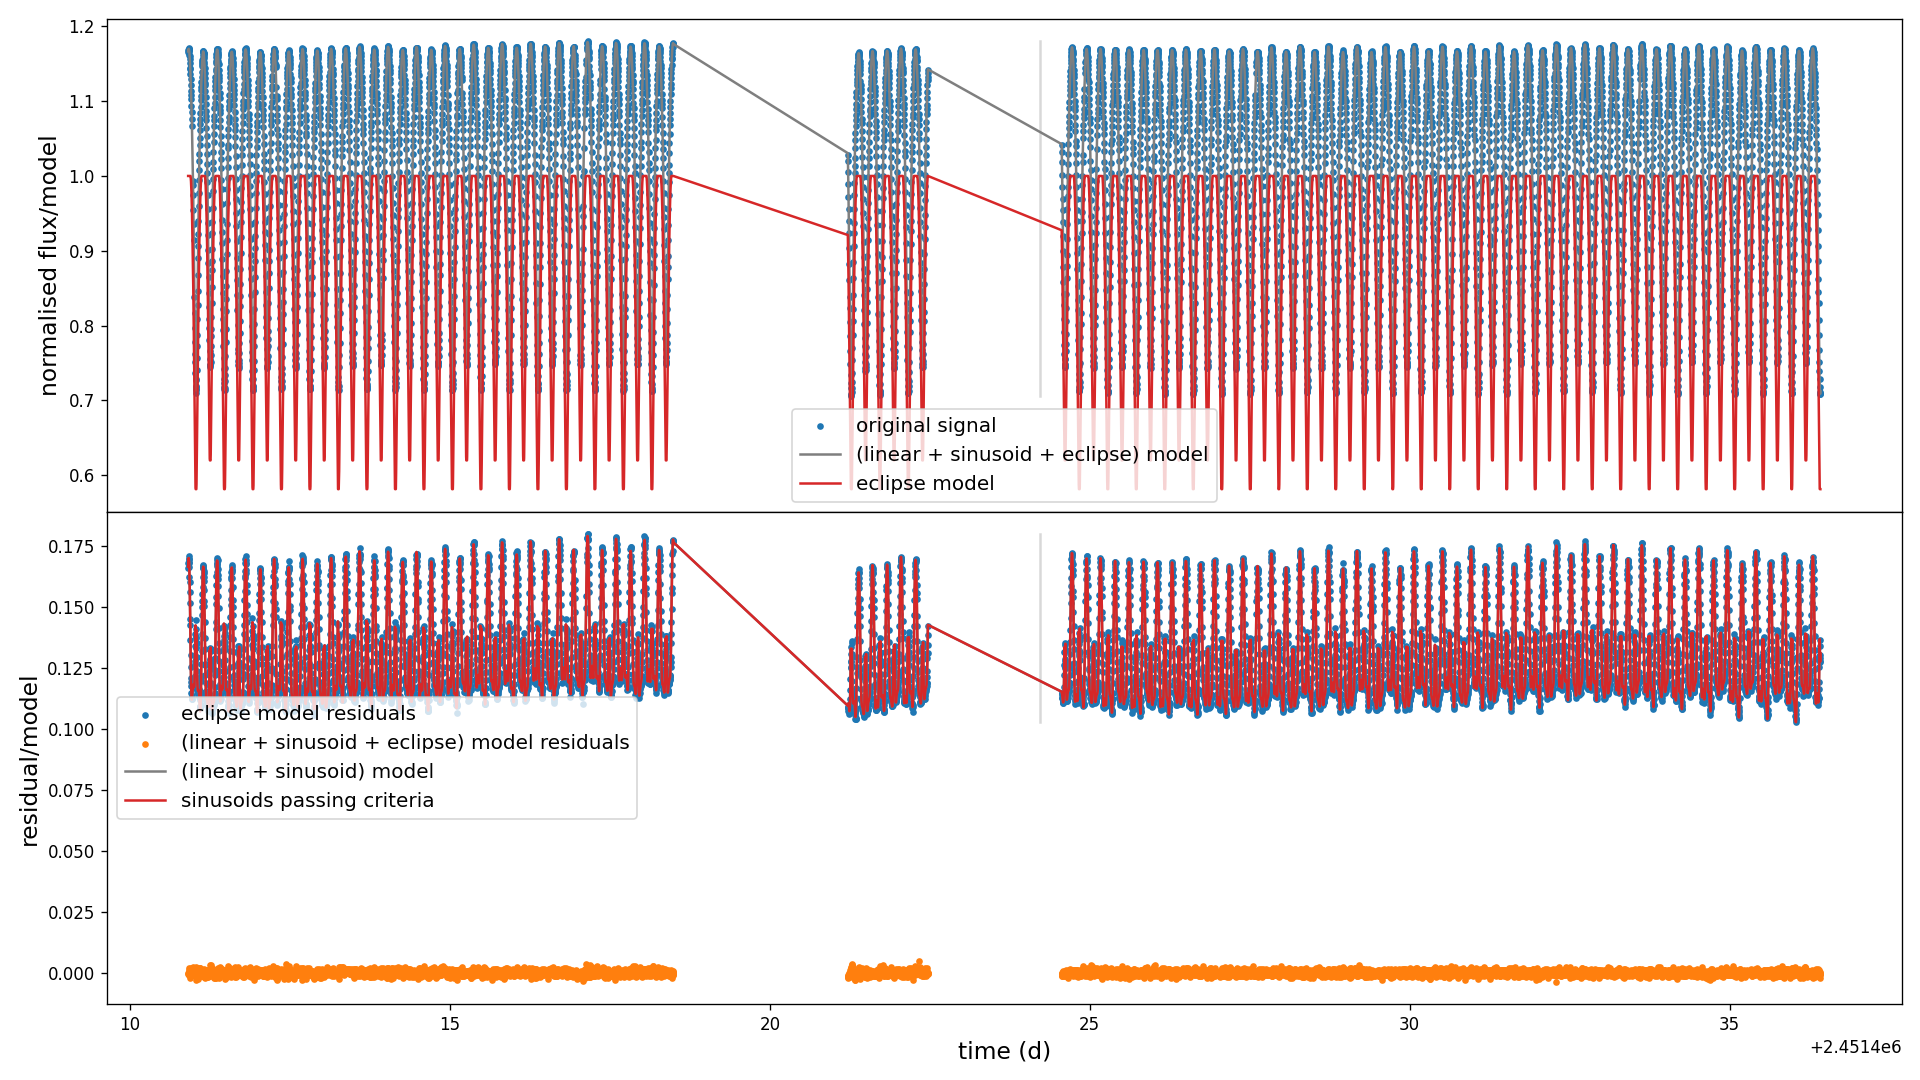 1.2
1.1
1.0
0.9
0.8
0.7
0.6
normalised flux/model
original signal
(linear + sinusoid + eclipse) model
eclipse model
0.175
0.150
0.125
0.100
0.075
0.050
0.025
0.000
residual/model
eclipse model residuals
(linear + sinusoid + eclipse) model residuals
(linear + sinusoid) model
sinusoids passing criteria
10
15
20
25
30
35
time (d)
+2.4514e6